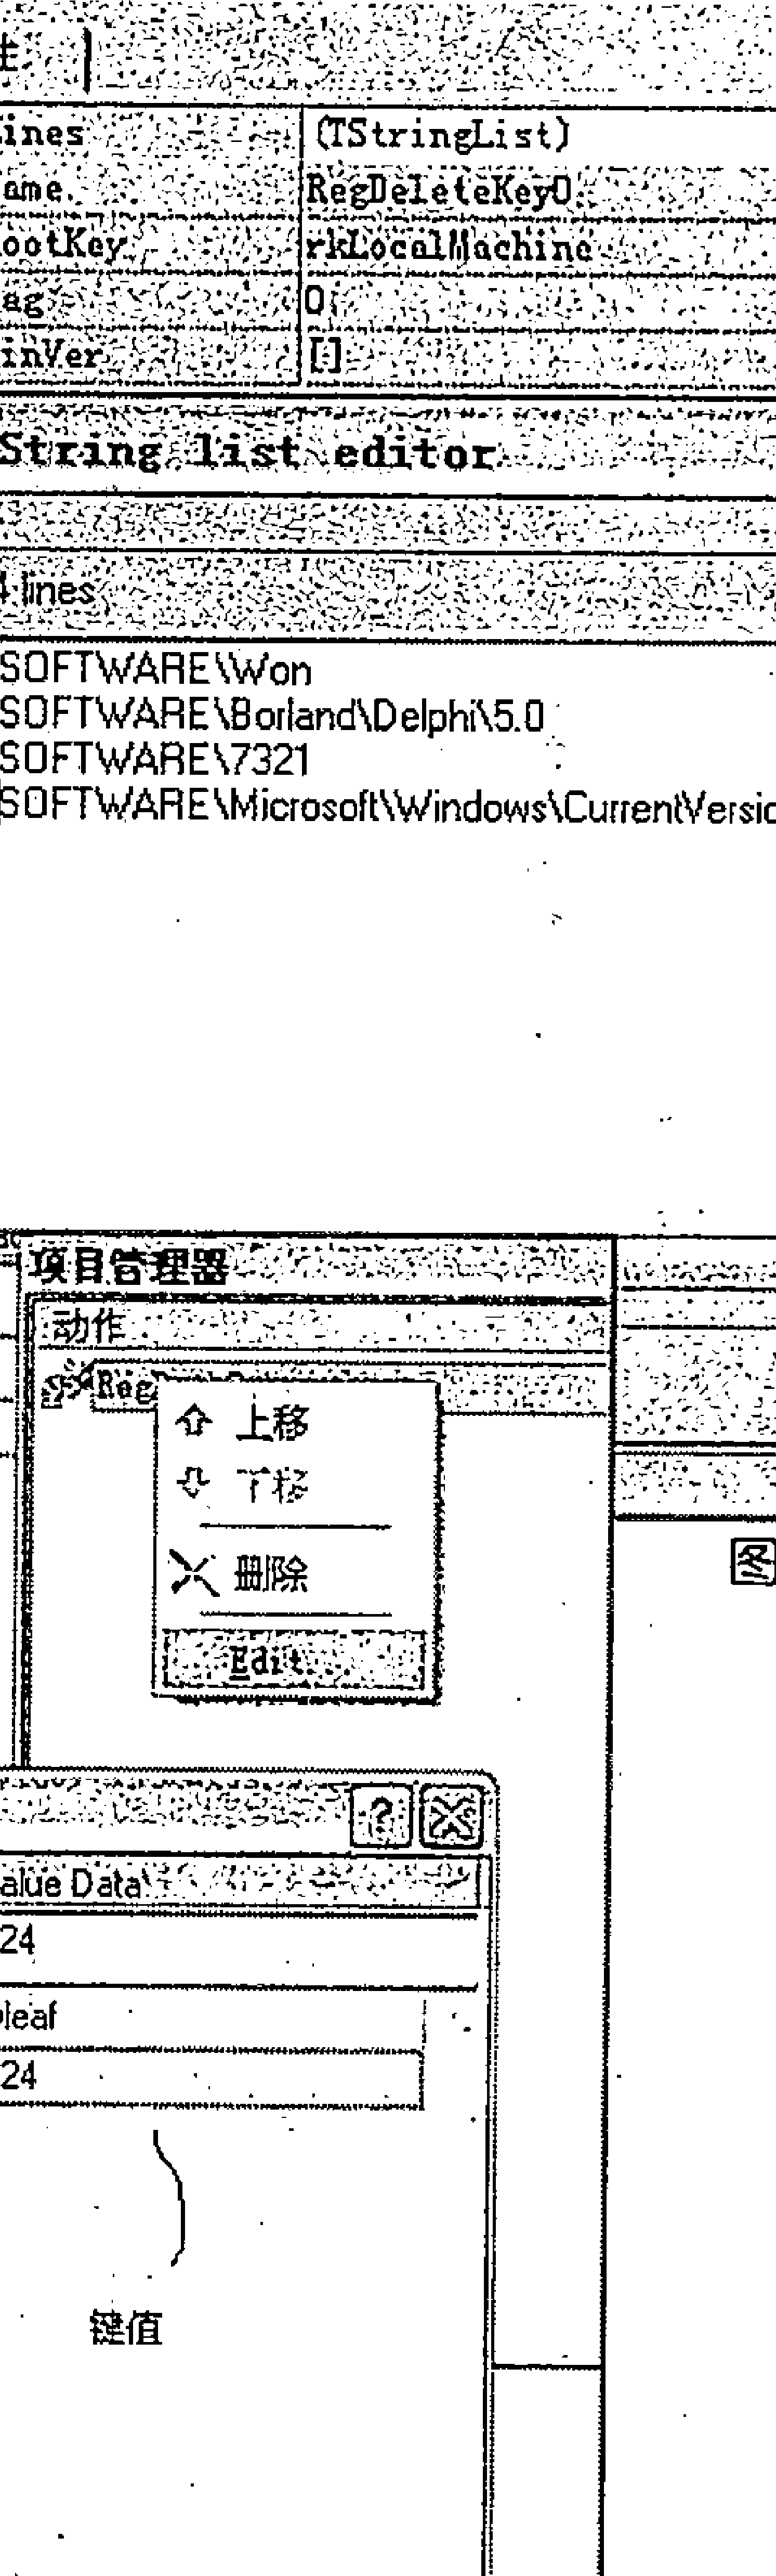 ines (TStringList)
ame RegDeleteKey0
ootKey rkLocalMachine
ag 0
inVer []
String list editor
4 lines
SOFTWARE\Won
SOFTWARE\Borland\Delphi\5.0
SOFTWARE\7321
SOFTWARE\Microsoft\Windows\CurrentVersio
项目管理器
动作
Reg
上移
下移
删除
图
Edit
alue Data
24
leaf
24
键值